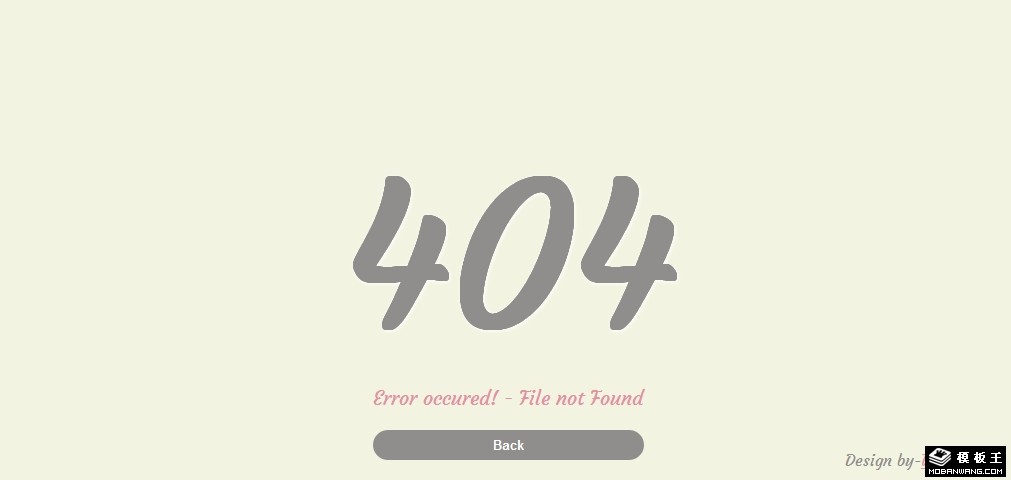 404
Error occured! - File not Found
Back
Design by-
模板王
MOBANWANG.COM